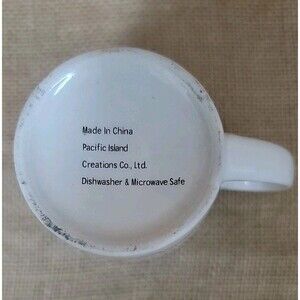 Made In China
Pacific Island
Creations Co., Ltd.
Dishwasher & Microwave Safe